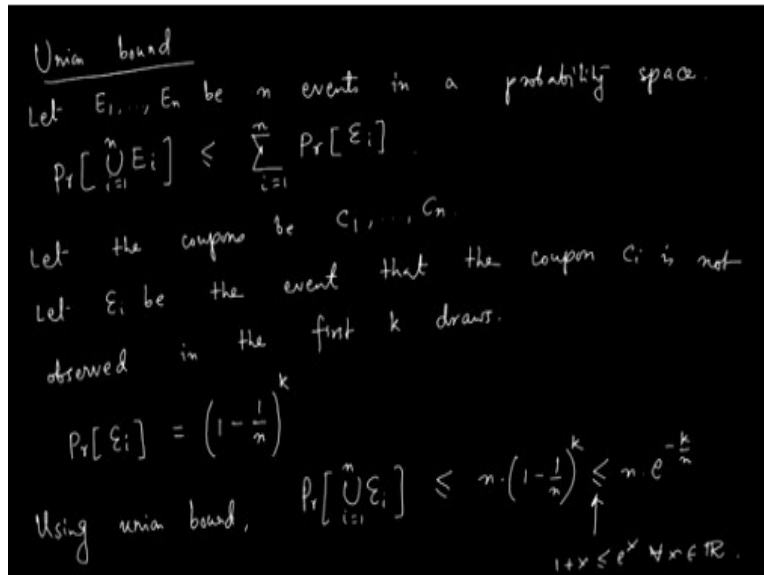 Union bound
Let E₁,..., Eₙ be n events in a probability space.
Pr[⋃ᵢ₌₁ⁿ Eᵢ] ≤ ∑ᵢ₌₁ⁿ Pr[ℰᵢ].
Let the coupons be C₁,..., Cₙ.
Let ℰᵢ be the event that the coupon Cᵢ is not
observed in the first k draws.
Pr[ℰᵢ] = (1 - 1/n)ᵏ
Using union bound, Pr[⋃ᵢ₌₁ⁿ ℰᵢ] ≤ n·(1 - 1/n)ᵏ ≤ n·e^(-k/n)
↑
1+x ≤ eˣ ∀x∈ℝ.